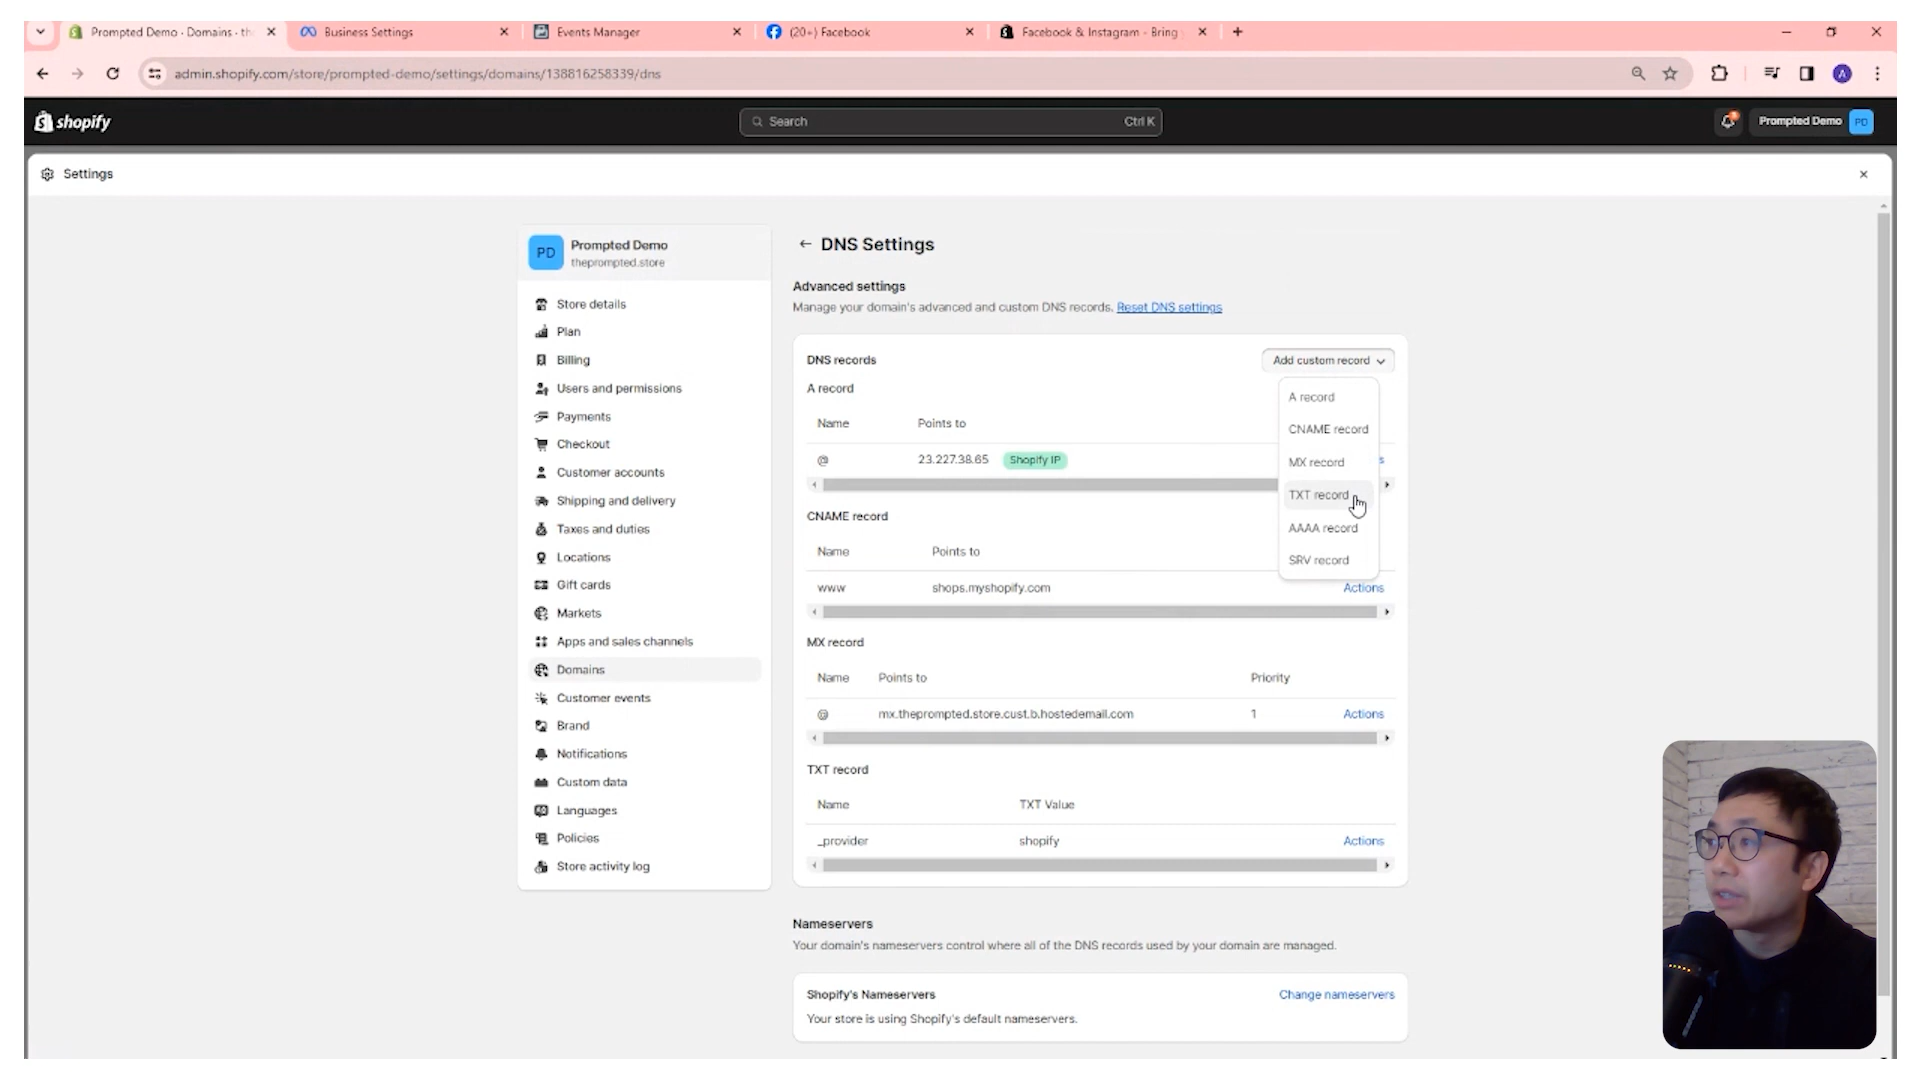 Prompted Demo · Domains · th
Business Settings
Events Manager
(20+) Facebook
Facebook & Instagram - Bring
admin.shopify.com/store/prompted-demo/settings/domains/138816258339/dns
A
shopify
Search
Ctrl K
Prompted Demo
PD
Settings
PD
Prompted Demo
theprompted.store
Store details
Plan
Billing
Users and permissions
Payments
Checkout
Customer accounts
Shipping and delivery
Taxes and duties
Locations
Gift cards
Markets
Apps and sales channels
Domains
Customer events
Brand
Notifications
Custom data
Languages
Policies
Store activity log
DNS Settings
Advanced settings
Manage your domain's advanced and custom DNS records. Reset DNS settings
DNS records
Add custom record
A record
CNAME record
MX record
TXT record
AAAA record
SRV record
A record
Name
Points to
@
23.227.38.65
Shopify IP
s
CNAME record
Name
Points to
www
shops.myshopify.com
Actions
MX record
Name
Points to
Priority
@
mx.theprompted.store.cust.b.hostedemail.com
1
Actions
TXT record
Name
TXT Value
_provider
shopify
Actions
Nameservers
Your domain's nameservers control where all of the DNS records used by your domain are managed.
Shopify's Nameservers
Change nameservers
Your store is using Shopify's default nameservers.